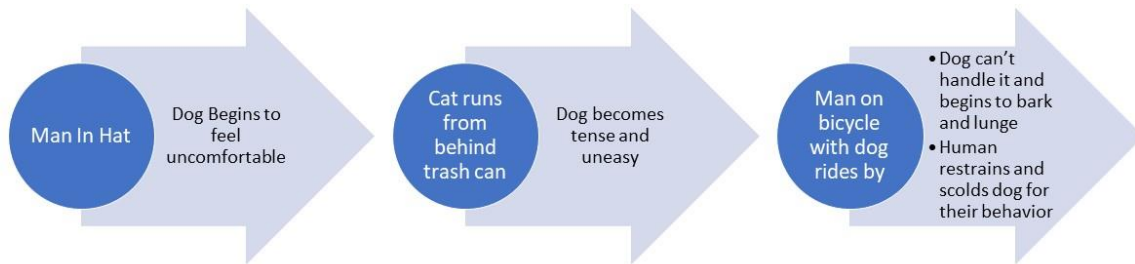 Man In Hat
Dog Begins to
feel
uncomfortable
Cat runs
from
behind
trash can
Dog becomes
tense and
uneasy
Man on
bicycle
with dog
rides by
• Dog can't
handle it and
begins to bark
and lunge
• Human
restrains and
scolds dog for
their behavior